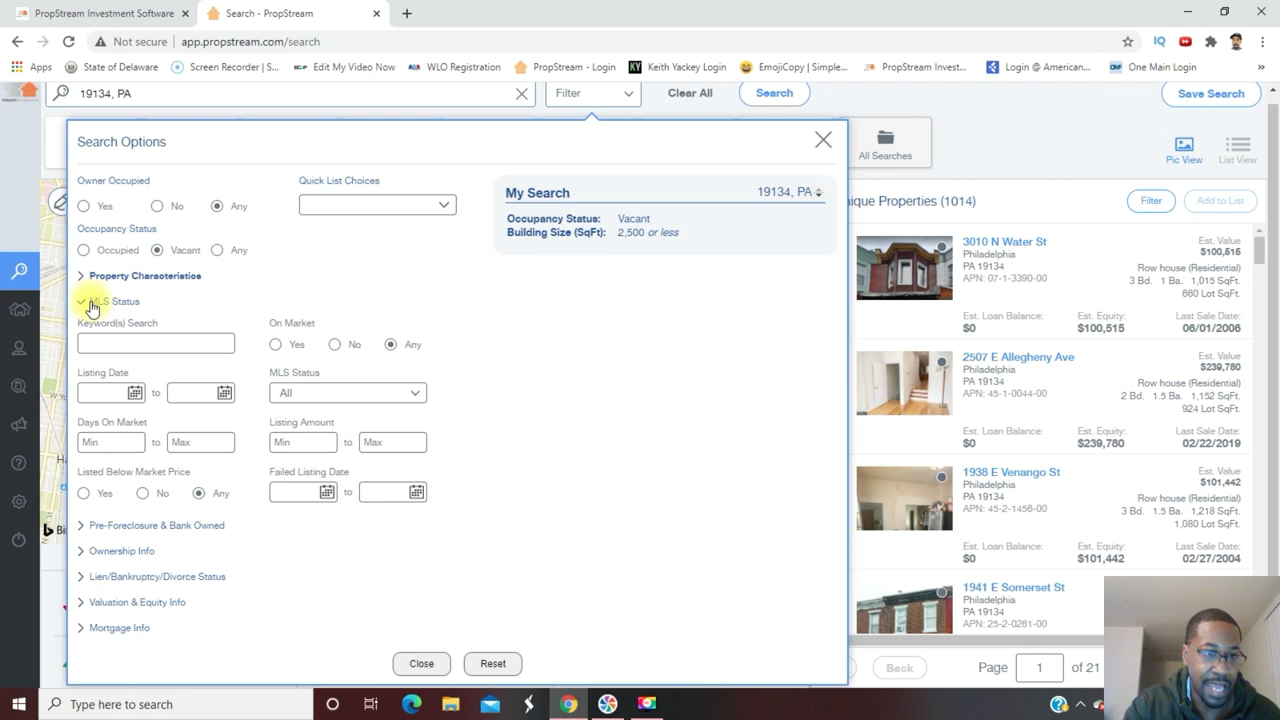 PropStream Investment Software
Search - PropStream
Not secure
app.propstream.com/search
Apps
State of Delaware
Screen Recorder | S...
Edit My Video Now
WLO Registration
PropStream - Login
KY
Keith Yackley Login
EmojiCopy | Simple...
PropStream Invest...
Login @ American...
One Main Login
19134, PA
Filter
Clear All
Search
Save Search
Search Options
All Searches
Pic View
List View
Owner Occupied
Quick List Choices
Yes
No
Any
Occupancy Status
Occupied
Vacant
Any
My Search
19134, PA
Occupancy Status: Vacant
Building Size (SqFt): 2,500 or less
Property Characteristics
MLS Status
Keyword(s) Search
On Market
Yes
No
Any
Listing Date
to
MLS Status
All
Days On Market
Min
to
Max
Listing Amount
Min
to
Max
Listed Below Market Price
Yes
No
Any
Failed Listing Date
to
Pre-Foreclosure & Bank Owned
Ownership Info
Lien/Bankruptcy/Divorce Status
Valuation & Equity Info
Mortgage Info
Close
Reset
nique Properties (1014)
Filter
Add to List
3010 N Water St
Philadelphia
PA 19134
APN: 07-1-3390-00
Est. Value
$100,515
Row house (Residential)
3 Bd. 1 Ba. 1,015 SqFt.
660 Lot SqFt.
Est. Loan Balance:
$0
Est. Equity:
$100,515
Last Sale Date:
06/01/2006
2507 E Allegheny Ave
Philadelphia
PA 19134
APN: 45-1-0044-00
Est. Value
$239,780
Row house (Residential)
2 Bd. 1.5 Ba. 1,152 SqFt.
924 Lot SqFt.
Est. Loan Balance:
$0
Est. Equity:
$239,780
Last Sale Date:
02/22/2019
1938 E Venango St
Philadelphia
PA 19134
APN: 45-2-1456-00
Est. Value
$101,442
Row house (Residential)
3 Bd. 1.5 Ba. 1,218 SqFt.
1,080 Lot SqFt.
Est. Loan Balance:
$0
Est. Equity:
$101,442
Last Sale Date:
02/27/2004
1941 E Somerset St
Philadelphia
PA 19134
APN: 25-2-0261-00
Back
Page
1
of 21
Type here to search